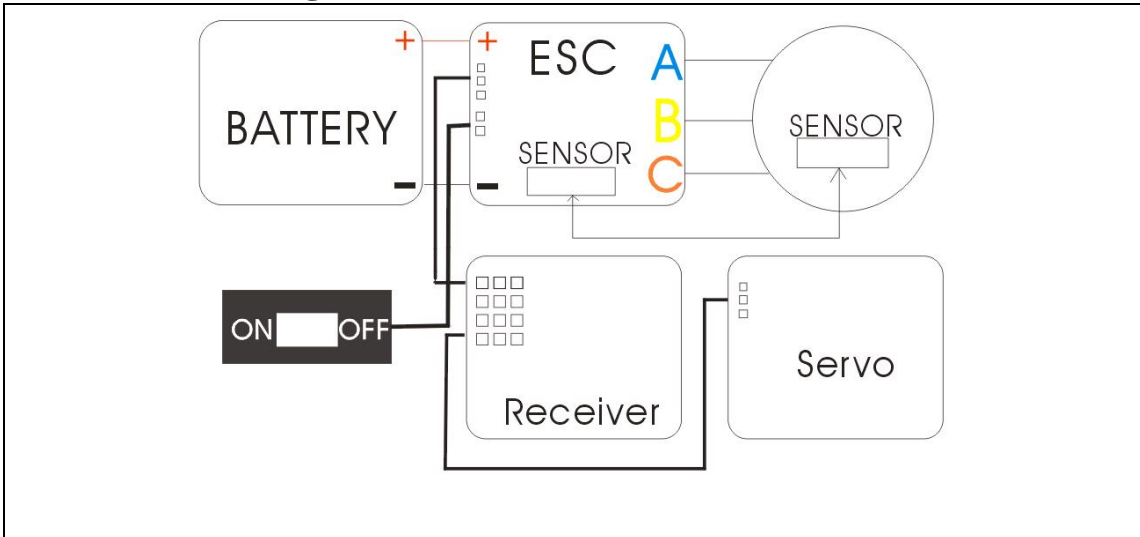 BATTERY
+
−
+
−
ESC
A
B
C
SENSOR
SENSOR
ON OFF
Receiver
Servo